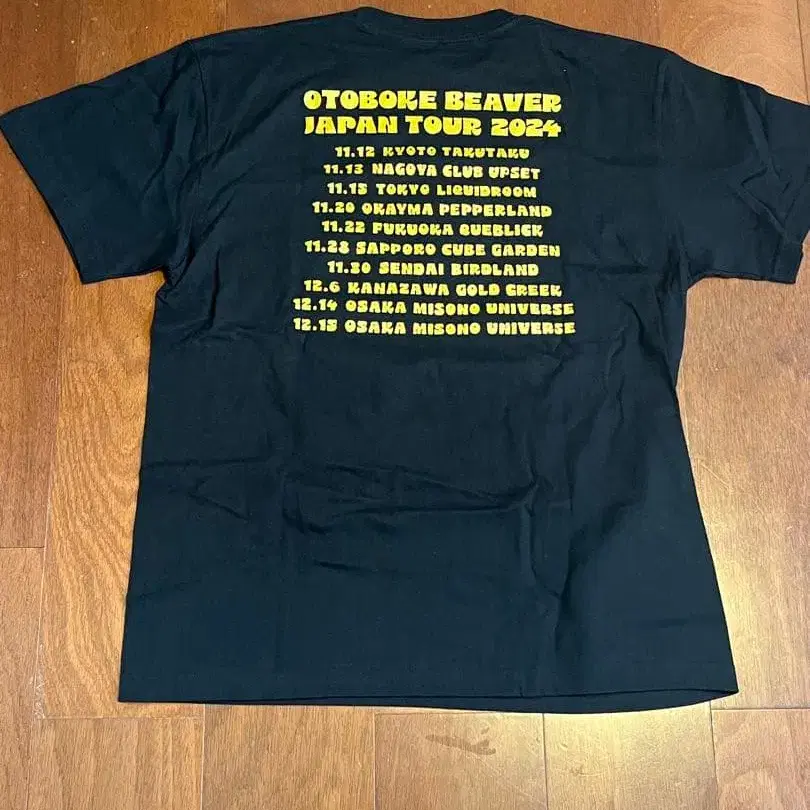 OTOBOKE BEAVER
JAPAN TOUR 2024
11.12 KYOTO TAKUTAKU
11.13 NAGOYA CLUB UPSET
11.15 TOKYO LIQUIDROOM
11.20 OKAYMA PEPPERLAND
11.22 FUKUOKA QUEBLICK
11.28 SAPPORO CUBE GARDEN
11.30 SENDAI BIRDLAND
12.6 KANAZAWA GOLD CREEK
12.14 OSAKA MISONO UNIVERSE
12.15 OSAKA MISONO UNIVERSE